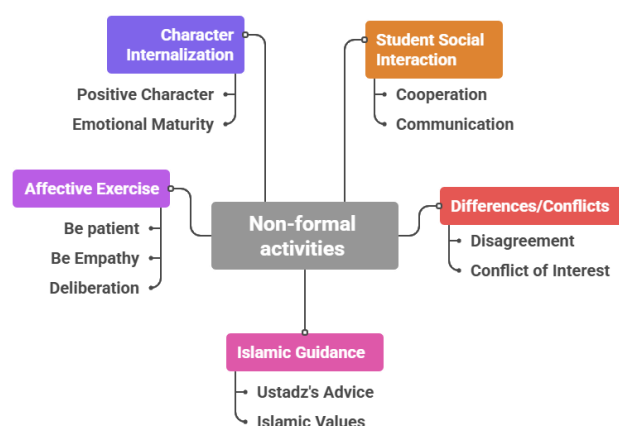 Character
Internalization
Positive Character
Emotional Maturity
Student Social
Interaction
Cooperation
Communication
Affective Exercise
Be patient
Be Empathy
Deliberation
Non-formal
activities
Differences/Conflicts
Disagreement
Conflict of Interest
Islamic Guidance
Ustadz's Advice
Islamic Values